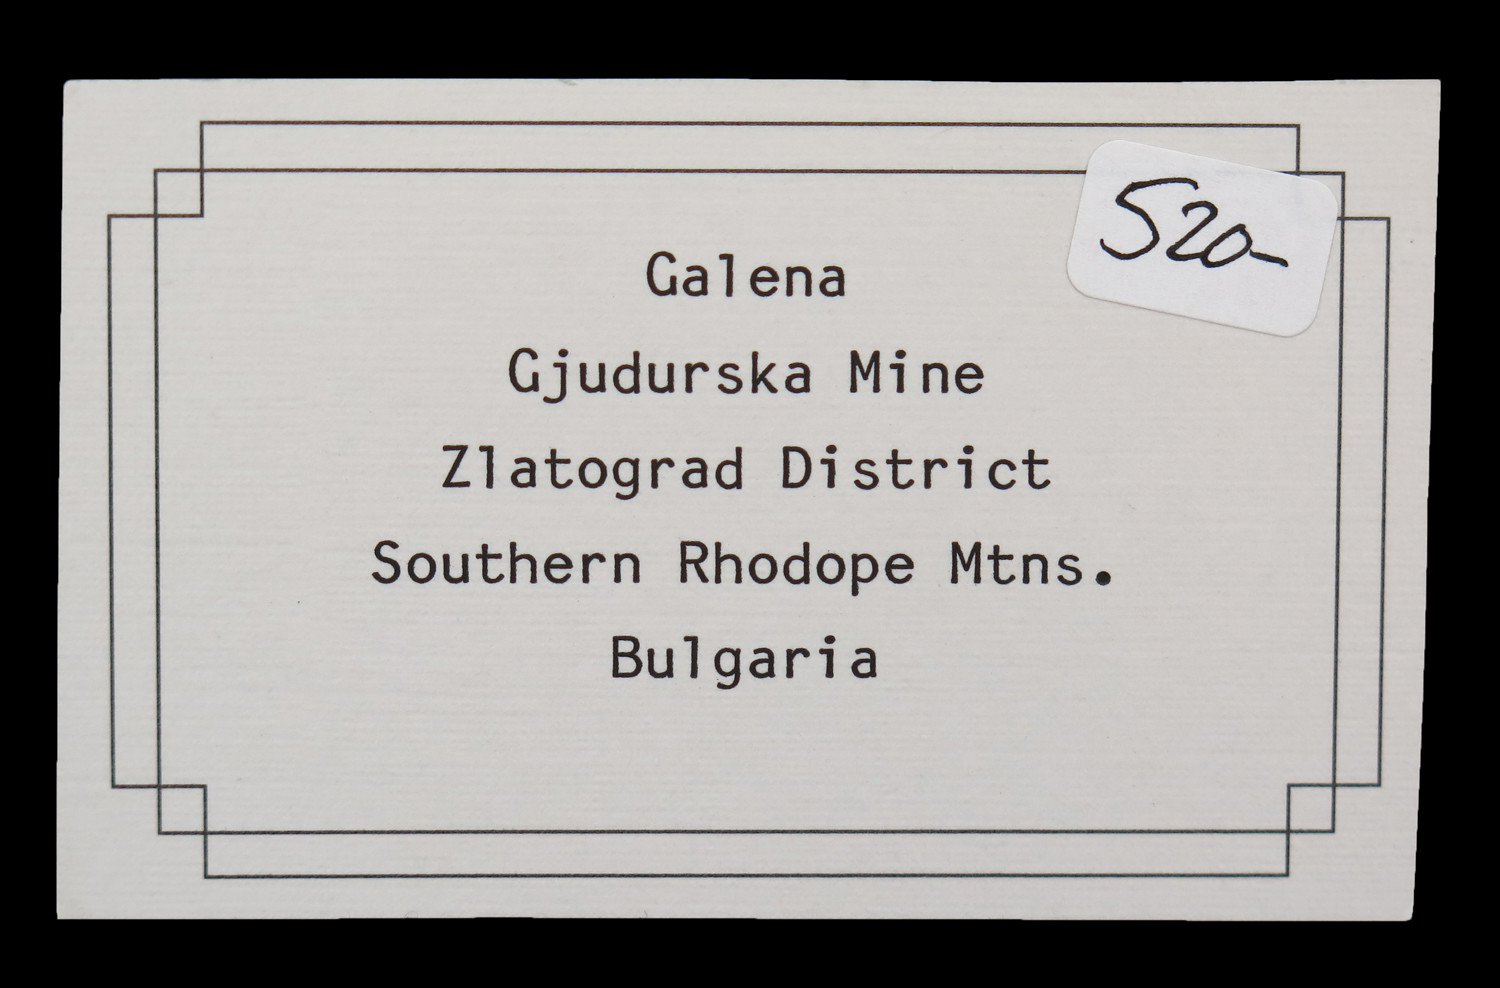 520-
Galena
Gjudurska Mine
Zlatograd District
Southern Rhodope Mtns.
Bulgaria